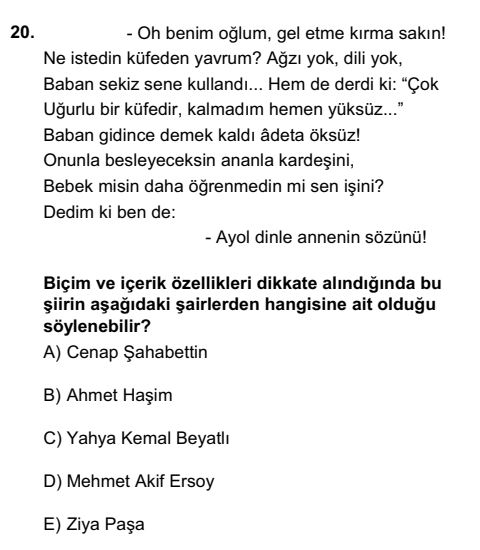 20. - Oh benim oğlum, gel etme kırma sakın!
Ne istedin küfeden yavrum? Ağzı yok, dili yok,
Baban sekiz sene kullandı... Hem de derdi ki: “Çok
Uğurlu bir küfedir, kalmadım hemen yüksüz...”
Baban gidince demek kaldı âdeta öksüz!
Onunla besleyeceksin ananla kardeşini,
Bebek misin daha öğrenmedin mi sen işini?
Dedim ki ben de:
- Ayol dinle annenin sözünü!
Biçim ve içerik özellikleri dikkate alındığında bu
şiirin aşağıdaki şairlerden hangisine ait olduğu
söylenebilir?
A) Cenap Şahabettin
B) Ahmet Haşim
C) Yahya Kemal Beyatlı
D) Mehmet Akif Ersoy
E) Ziya Paşa